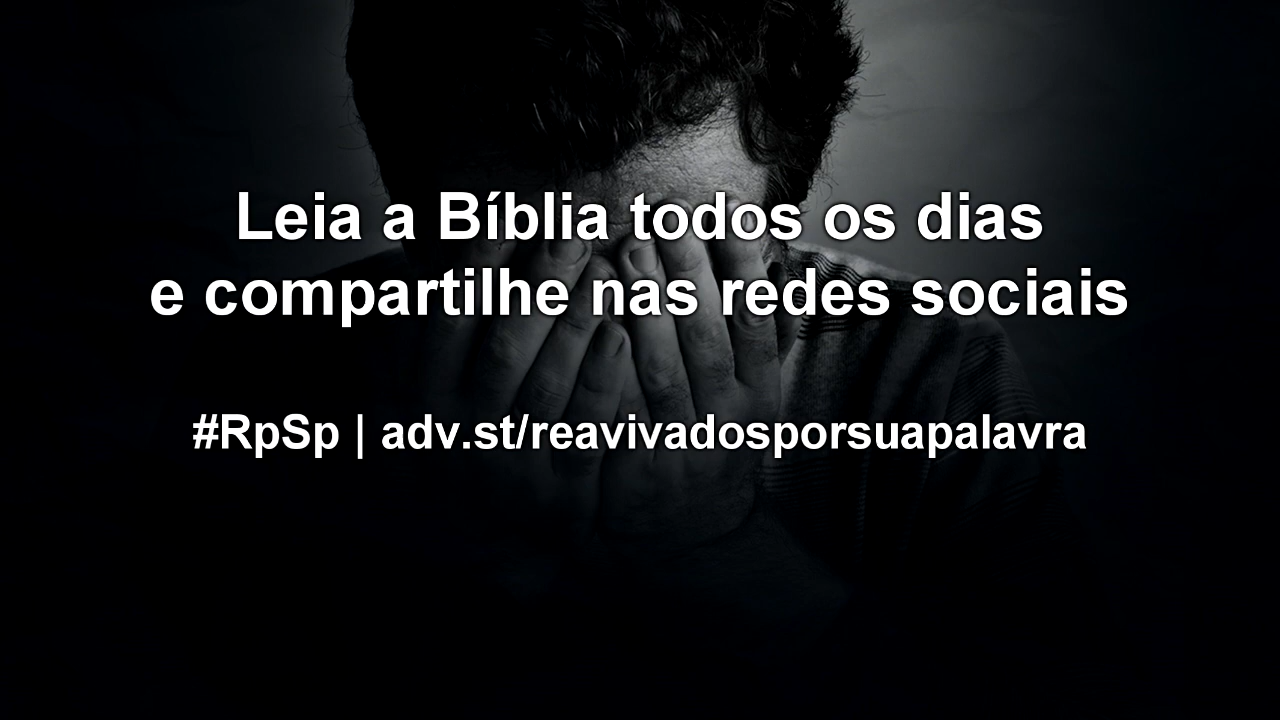 Leia a Bíblia todos os dias
e compartilhe nas redes sociais
#RpSp | adv.st/reavivadosporsuapalavra